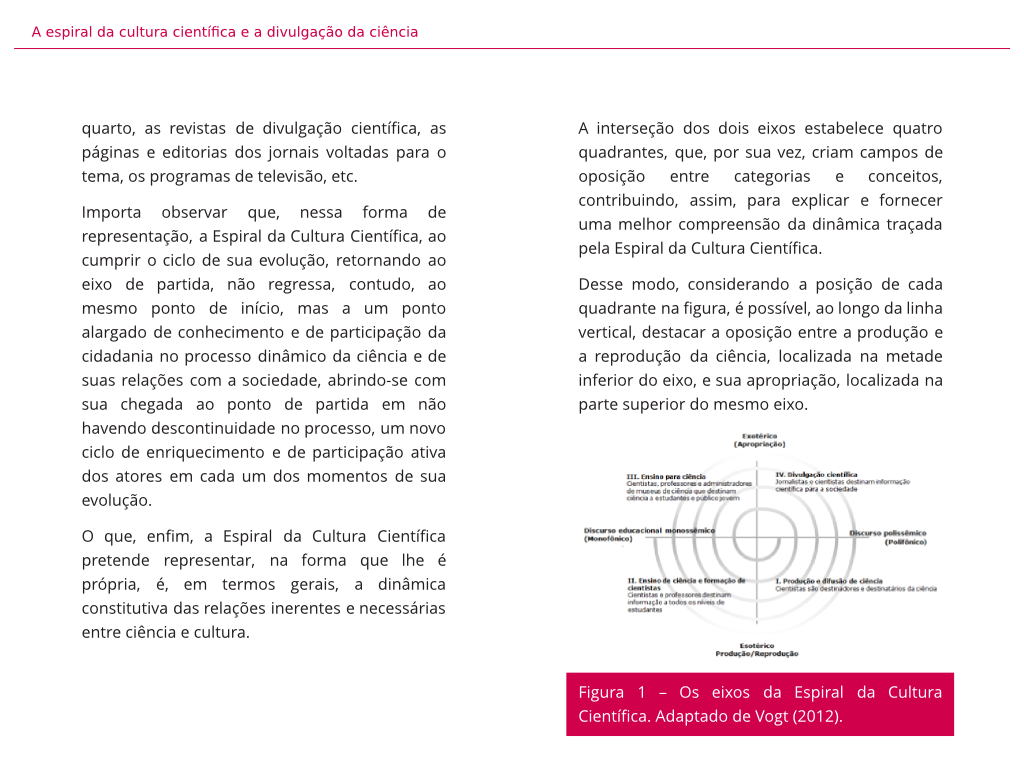 A espiral da cultura científica e a divulgação da ciência
quarto, as revistas de divulgação científica, as
páginas e editorias dos jornais voltadas para o
tema, os programas de televisão, etc.
Importa observar que, nessa forma de
representação, a Espiral da Cultura Científica, ao
cumprir o ciclo de sua evolução, retornando ao
eixo de partida, não regressa, contudo, ao
mesmo ponto de início, mas a um ponto
alargado de conhecimento e de participação da
cidadania no processo dinâmico da ciência e de
suas relações com a sociedade, abrindo-se com
sua chegada ao ponto de partida em não
havendo descontinuidade no processo, um novo
ciclo de enriquecimento e de participação ativa
dos atores em cada um dos momentos de sua
evolução.
O que, enfim, a Espiral da Cultura Científica
pretende representar, na forma que lhe é
própria, é, em termos gerais, a dinâmica
constitutiva das relações inerentes e necessárias
entre ciência e cultura.
A interseção dos dois eixos estabelece quatro
quadrantes, que, por sua vez, criam campos de
oposição entre categorias e conceitos,
contribuindo, assim, para explicar e fornecer
uma melhor compreensão da dinâmica traçada
pela Espiral da Cultura Científica.
Desse modo, considerando a posição de cada
quadrante na figura, é possível, ao longo da linha
vertical, destacar a oposição entre a produção e
a reprodução da ciência, localizada na metade
inferior do eixo, e sua apropriação, localizada na
parte superior do mesmo eixo.
Exotérico
(Apropriação)
III. Ensino para ciência
Cientistas, professores e administradores
de museus de ciência que destinam
ciência a estudantes e público jovem
IV. Divulgação científica
Jornalistas e cientistas destinam informação
científica para a sociedade
Discurso educacional monossêmico
(Monofônico)
Discurso polissêmico
(Polifônico)
II. Ensino de ciência e formação de
cientistas
Cientistas e professores destinam
informação a todos os níveis de
estudantes
I. Produção e difusão de ciência
Cientistas são destinadores e destinatários da ciência
Esotérico
Produção/Reprodução
Figura 1 – Os eixos da Espiral da Cultura
Científica. Adaptado de Vogt (2012).